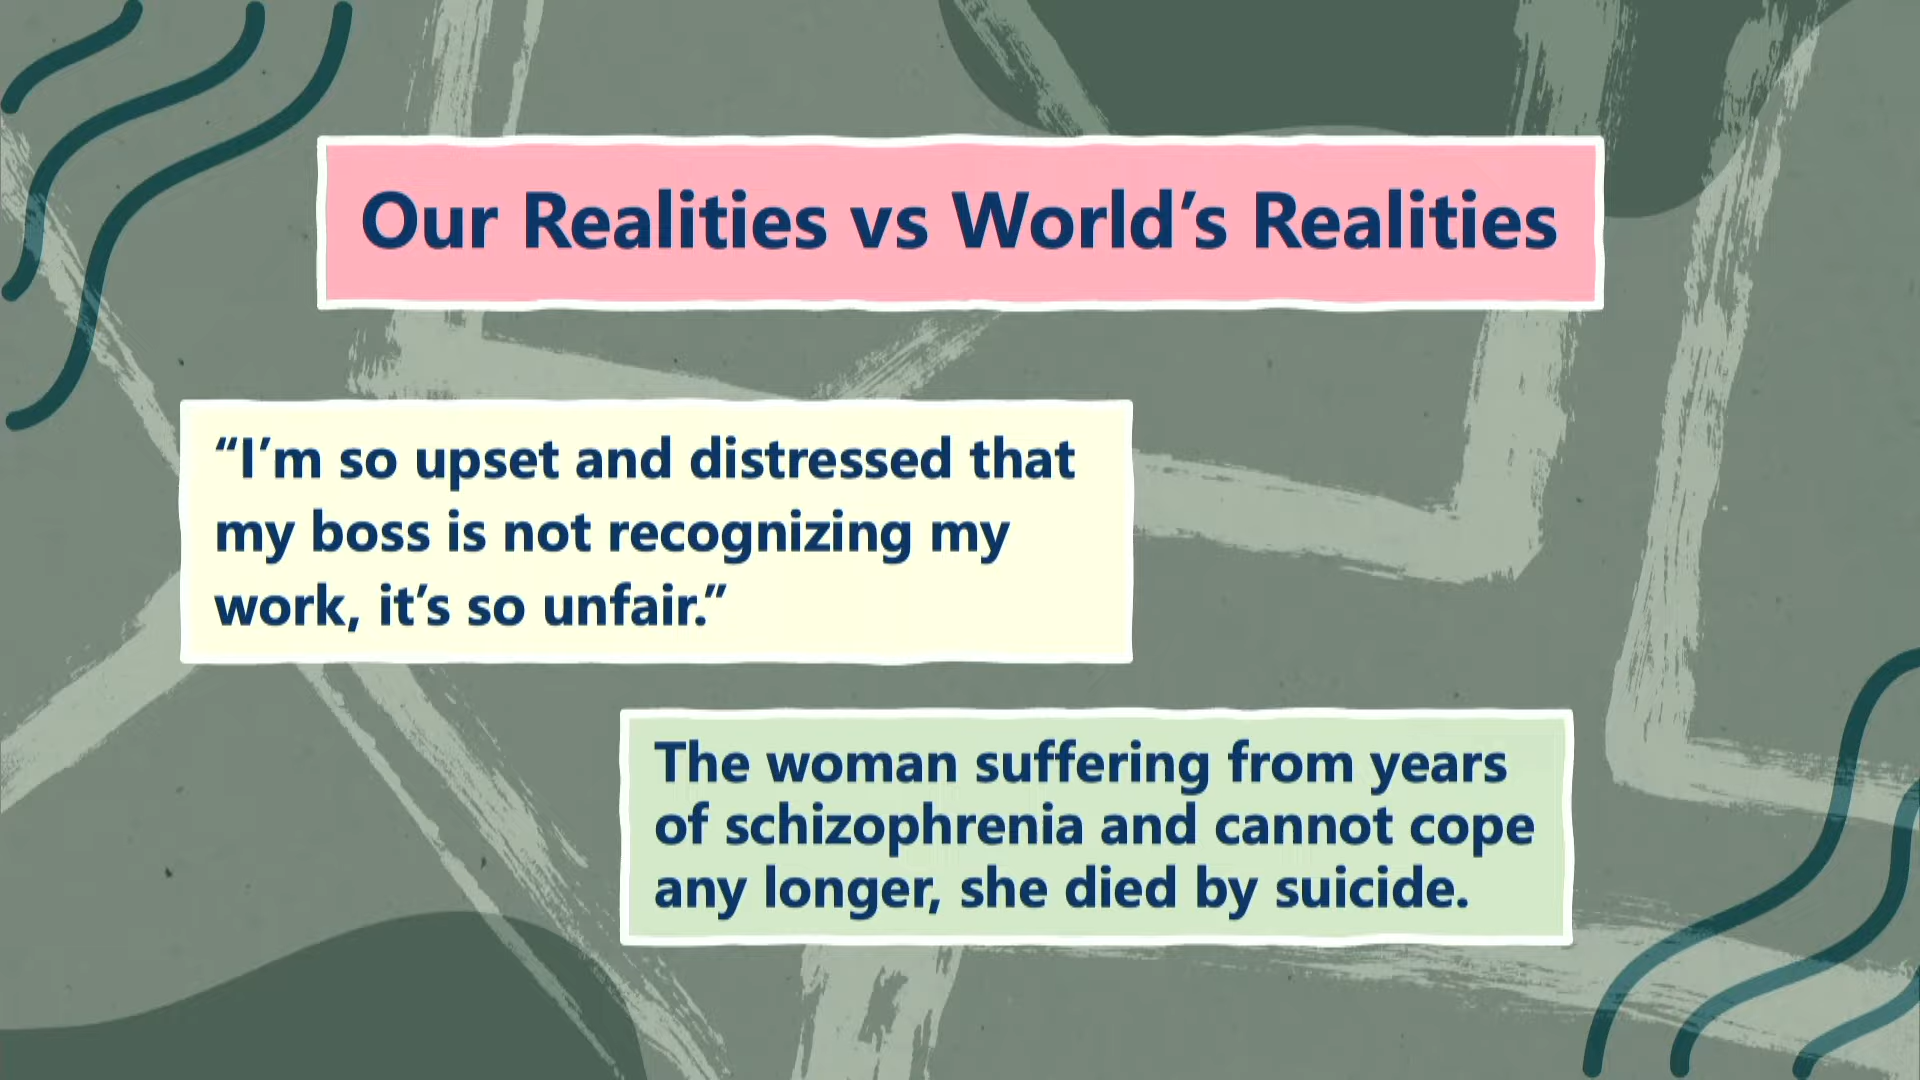 Our Realities vs World’s Realities
“I’m so upset and distressed that
my boss is not recognizing my
work, it’s so unfair.”
The woman suffering from years
of schizophrenia and cannot cope
any longer, she died by suicide.